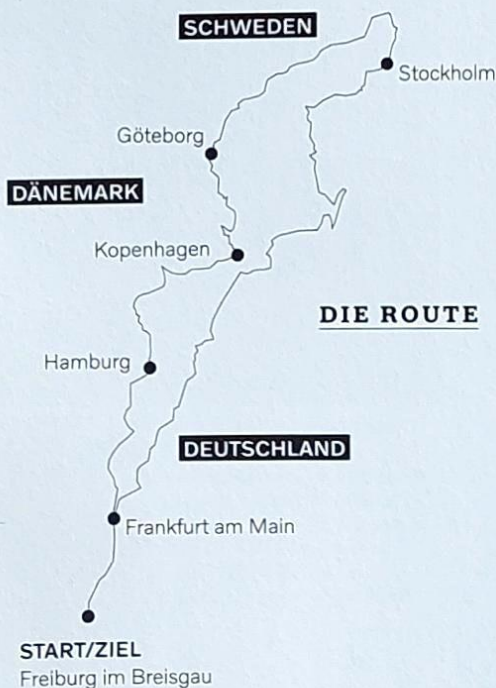 SCHWEDEN
Stockholm
Göteborg
DÄNEMARK
Kopenhagen
DIE ROUTE
Hamburg
DEUTSCHLAND
Frankfurt am Main
START/ZIEL
Freiburg im Breisgau